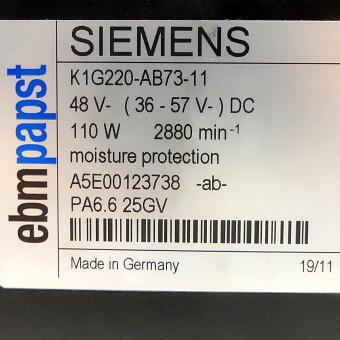 ebmpapst
SIEMENS
K1G220-AB73-11
48 V- ( 36 - 57 V- ) DC
110 W 2880 min-1
moisture protection
A5E00123738 -ab-
PA6.6 25GV
Made in Germany 19/11